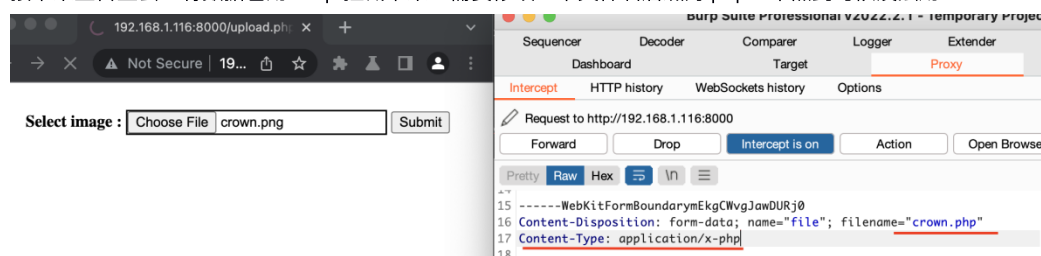 192.168.1.116:8000/upload.php
Not Secure 19...
Select image : Choose File crown.png Submit
Burp Suite Professional v2022.2.1 - Temporary Projec
Sequencer Decoder Comparer Logger Extender
Dashboard Target Proxy
Intercept HTTP history WebSockets history Options
Request to http://192.168.1.116:8000
Forward Drop Intercept is on Action Open Browse
Pretty Raw Hex \n
15 ------WebKitFormBoundarymEkgCWvgJawDURj0
16 Content-Disposition: form-data; name="file"; filename="crown.php"
17 Content-Type: application/x-php
18